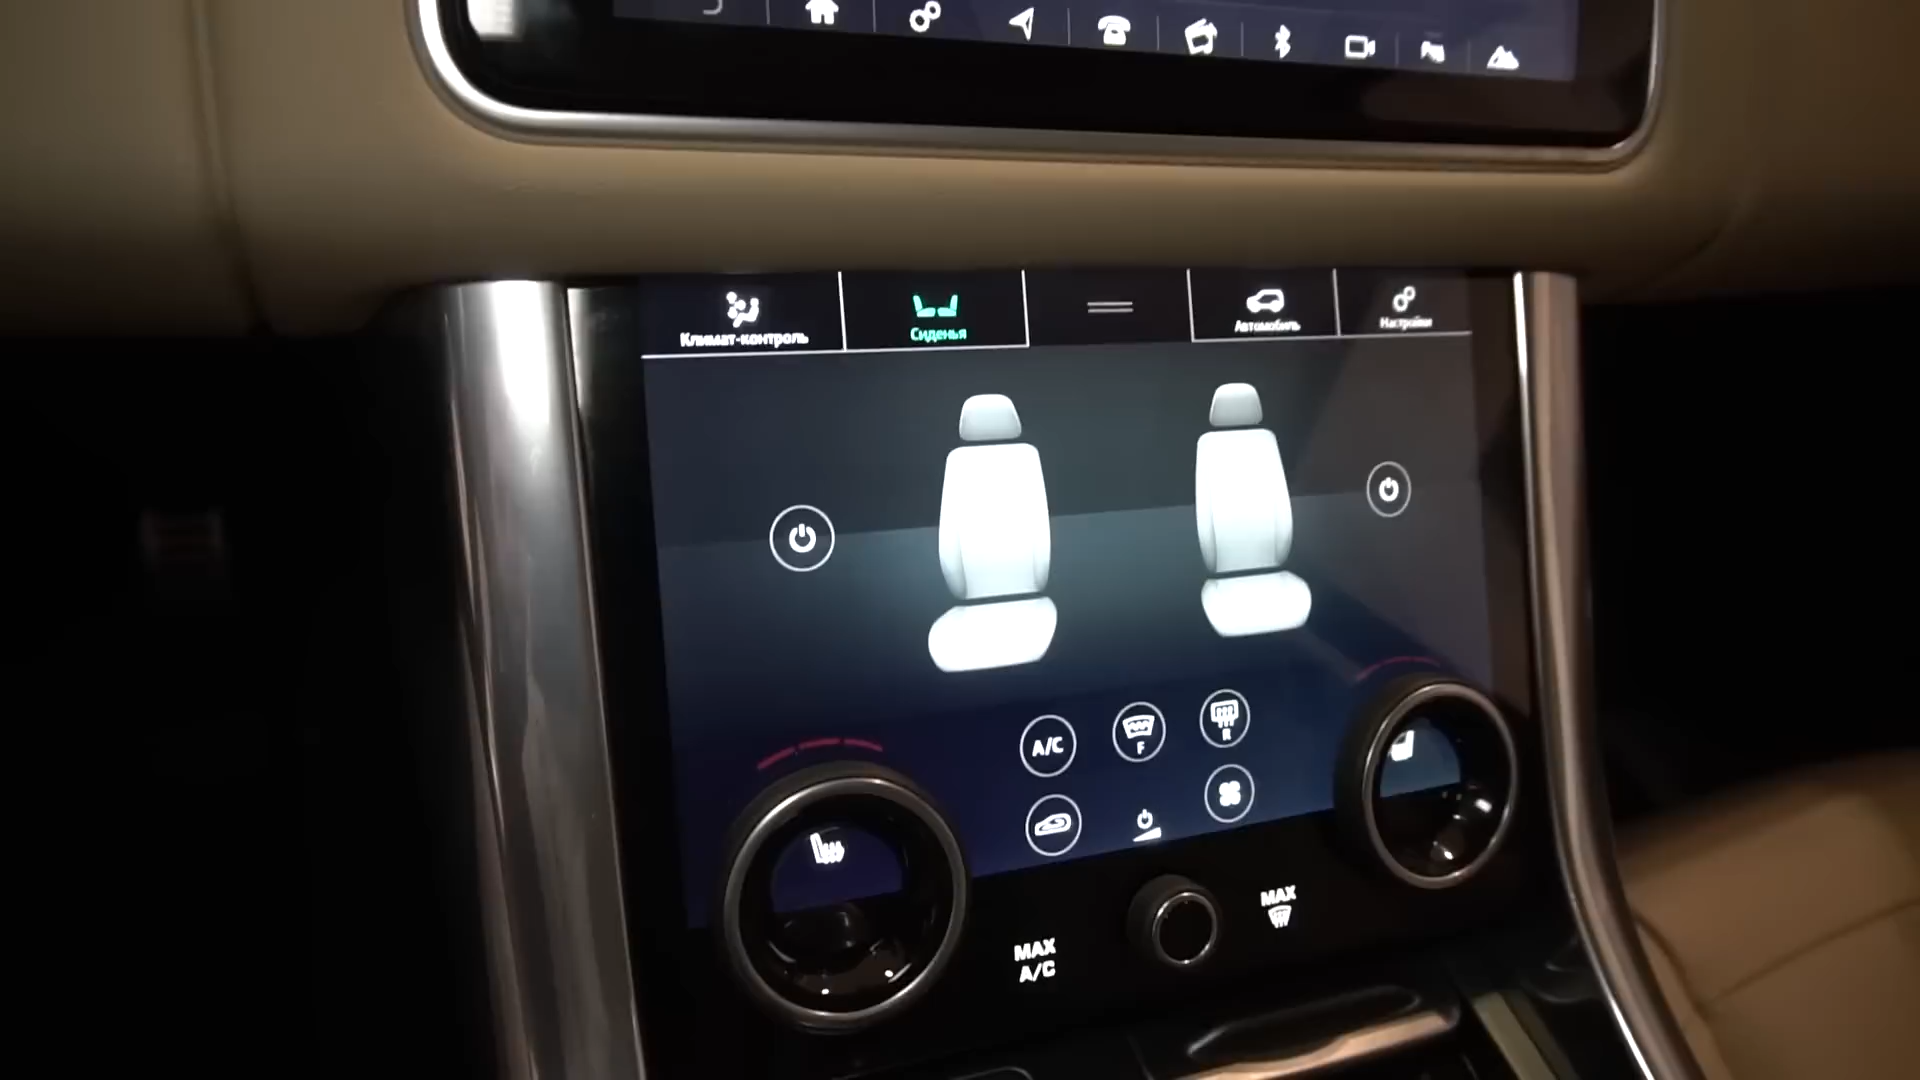 Климат-контроль
Сиденья
Автомобиль
Настройки
A/C
F
R
MAX
A/C
MAX